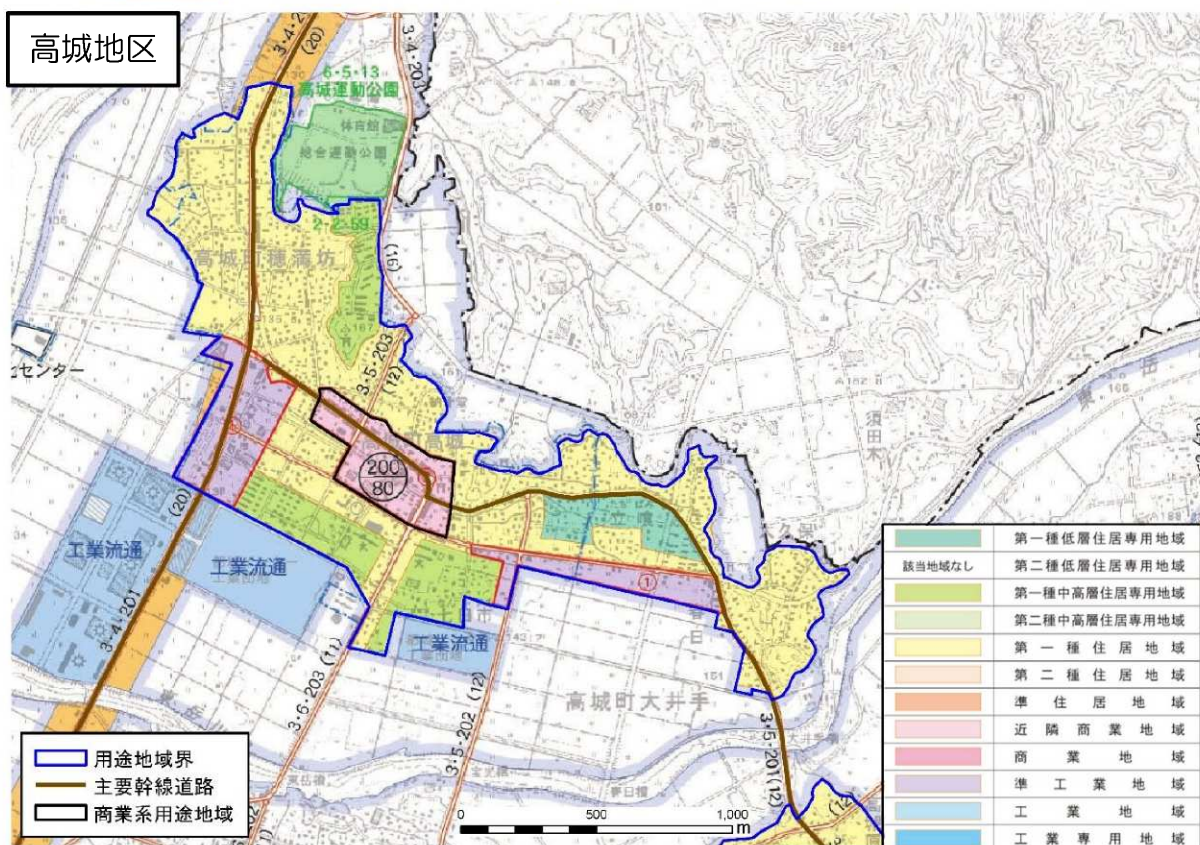 高城地区
3・4・20
(20)
3・4・203
6・5・13
高城運動公園
体育館
総合運動公園
2・2・59
高城町穂満坊
(16)
センター
3・5・203
(12)
200
80
工業流通
工業流通
工業流通
(20)
3・4・201
①
春日
高城町大井手
3・6・203 (11)
3・5・202 (12)
3・5・201(12)
(12)
須田木
東岳
用途地域界
主要幹線道路
商業系用途地域
0 500 1,000
m
第一種低層住居専用地域
該当地域なし 第二種低層住居専用地域
第一種中高層住居専用地域
第二種中高層住居専用地域
第一種住居地域
第二種住居地域
準住居地域
近隣商業地域
商業地域
準工業地域
工業地域
工業専用地域